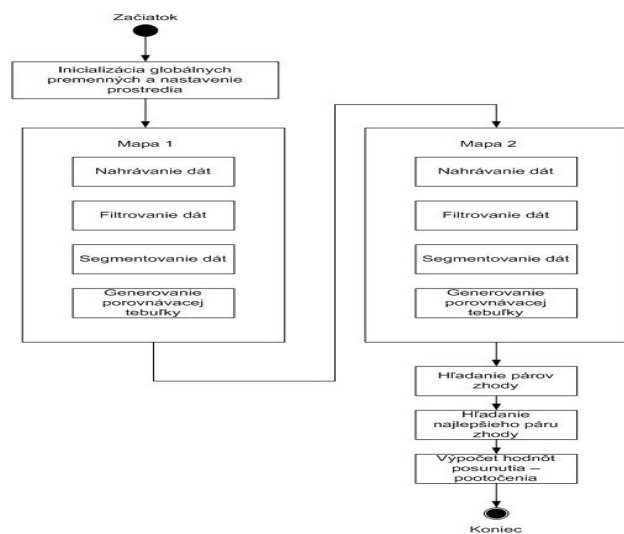 Začiatok
Inicializácia globálnych
premenných a nastavenie
prostredia
Mapa 1
Nahrávanie dát
Filtrovanie dát
Segmentovanie dát
Generovanie
porovnávacej
tebuľky
Mapa 2
Nahrávanie dát
Filtrovanie dát
Segmentovanie dát
Generovanie
porovnávacej
tebuľky
Hľadanie párov
zhody
Hľadanie
najlepšieho páru
zhody
Výpočet hodnôt
posunutia –
pootočenia
Koniec